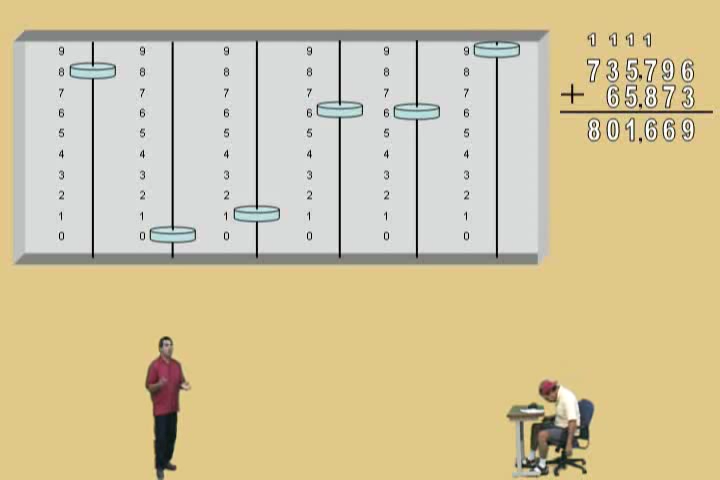 9 9 9 9 9 9
8 8 8 8 8 8
7 7 7 7 7 7
6 6 6 6 6 6
5 5 5 5 5 5
4 4 4 4 4 4
3 3 3 3 3 3
2 2 2 2 2 2
1 1 1 1 1 1
0 0 0 0 0 0
1 1 1 1
735,796
+ 65,873
801,669